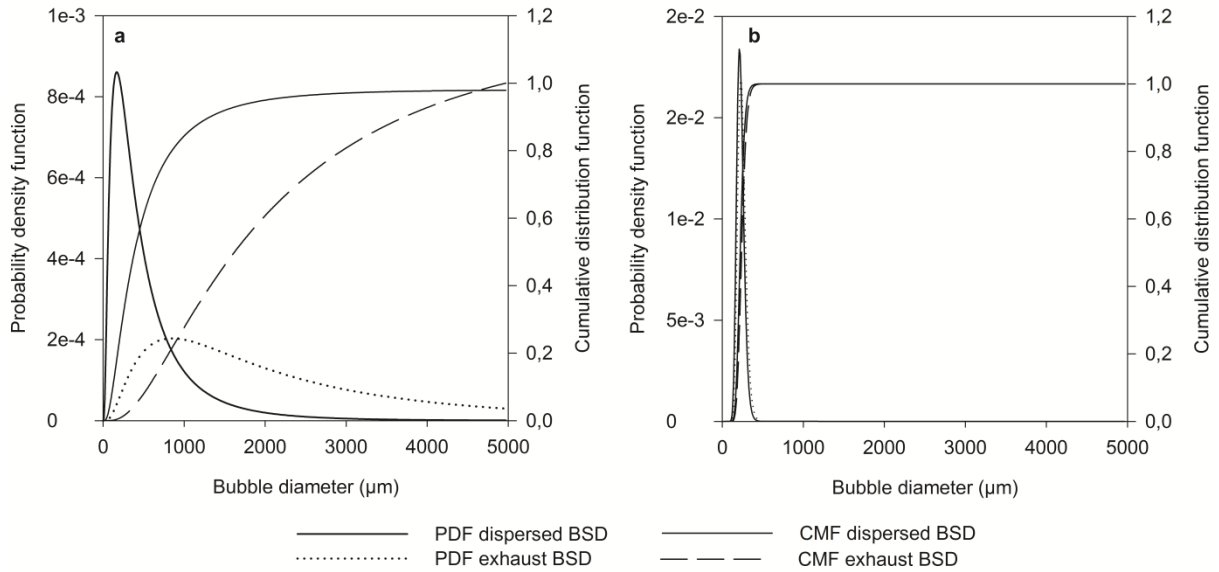 a
Probability density function
1e-3
8e-4
6e-4
4e-4
2e-4
0
1,2
1,0
0,8
0,6
0,4
0,2
0,0
Cumulative distribution function
0 1000 2000 3000 4000 5000
Bubble diameter (µm)
b
Probability density function
2e-2
2e-2
1e-2
5e-3
0
1,2
1,0
0,8
0,6
0,4
0,2
0,0
Cumulative distribution function
0 1000 2000 3000 4000 5000
Bubble diameter (µm)
PDF dispersed BSD
PDF exhaust BSD
CMF dispersed BSD
CMF exhaust BSD